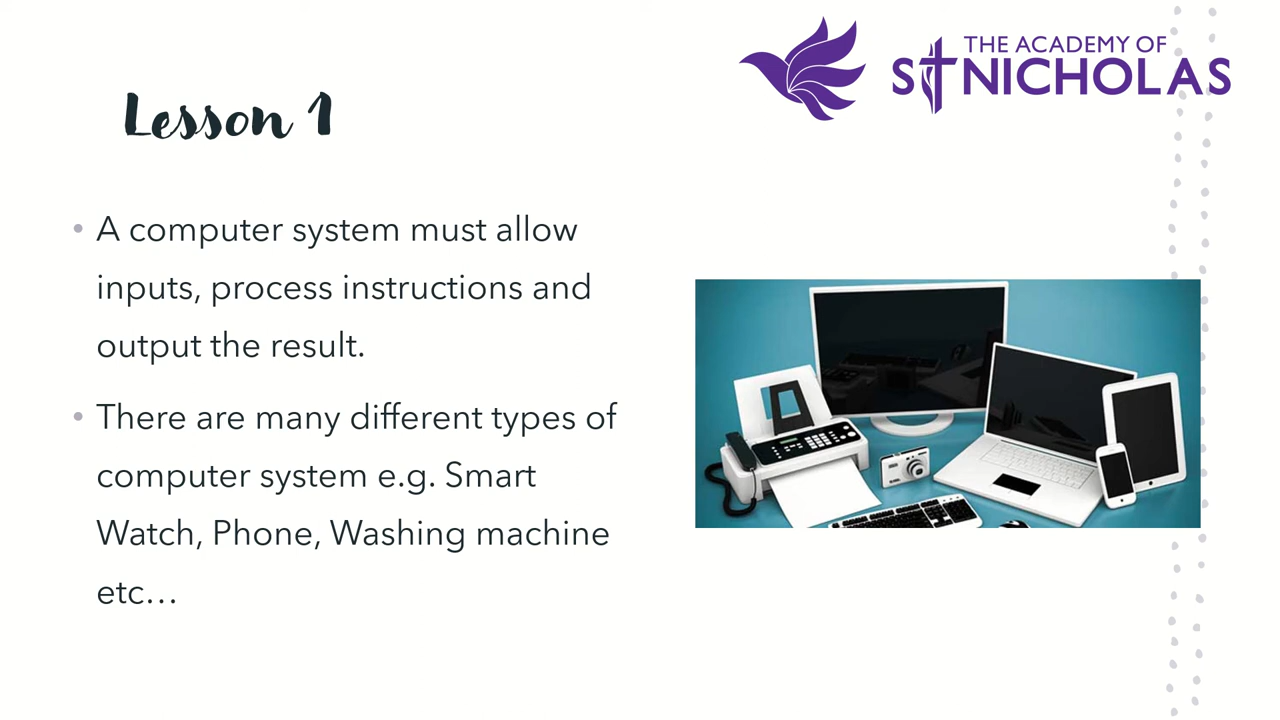 THE ACADEMY OF
ST NICHOLAS
Lesson 1
• A computer system must allow
inputs, process instructions and
output the result.
• There are many different types of
computer system e.g. Smart
Watch, Phone, Washing machine
etc…